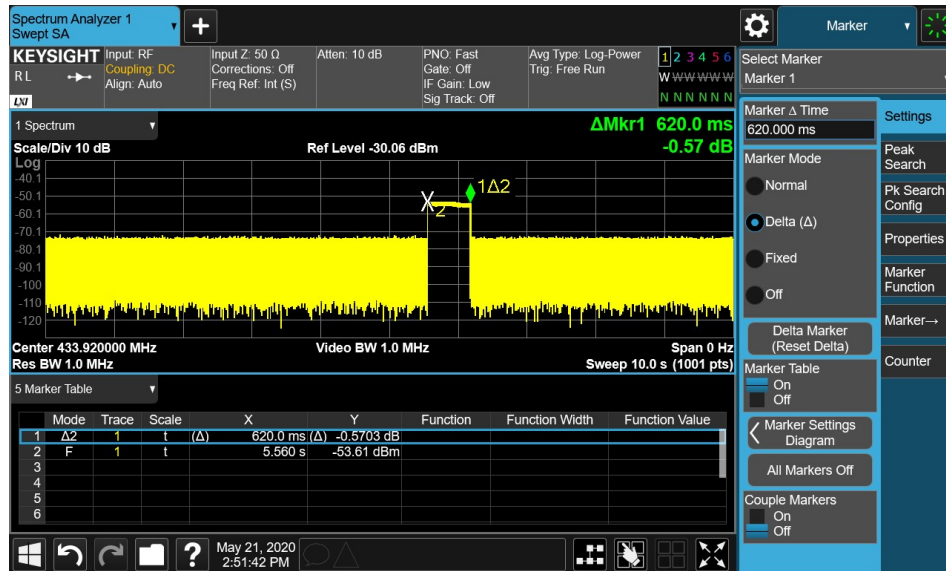 Spectrum Analyzer 1
Swept SA
Marker
KEYSIGHT
R L
LXI
Input: RF
Coupling: DC
Align: Auto
Input Z: 50 Ω
Corrections: Off
Freq Ref: Int (S)
Atten: 10 dB
PNO: Fast
Gate: Off
IF Gain: Low
Sig Track: Off
Avg Type: Log-Power
Trig: Free Run
1 2 3 4 5 6
W W W W W W
N N N N N N
Select Marker
Marker 1
1 Spectrum
ΔMkr1 620.0 ms
-0.57 dB
Scale/Div 10 dB
Ref Level -30.06 dBm
Log
-40.1
-50.1
-60.1
-70.1
-80.1
-90.1
-100
-110
-120
X
2
1Δ2
Center 433.920000 MHz
Video BW 1.0 MHz
Span 0 Hz
Res BW 1.0 MHz
Sweep 10.0 s (1001 pts)
5 Marker Table
Mode Trace Scale X Y Function Function Width Function Value
1 Δ2 1 t (Δ) 620.0 ms (Δ) -0.5703 dB
2 F 1 t 5.560 s -53.61 dBm
3
4
5
6
Marker Δ Time
620.000 ms
Marker Mode
Normal
Delta (Δ)
Fixed
Off
Delta Marker
(Reset Delta)
Marker Table
On
Off
Marker Settings
Diagram
All Markers Off
Couple Markers
On
Off
Settings
Peak
Search
Pk Search
Config
Properties
Marker
Function
Marker→
Counter
?
May 21, 2020
2:51:42 PM